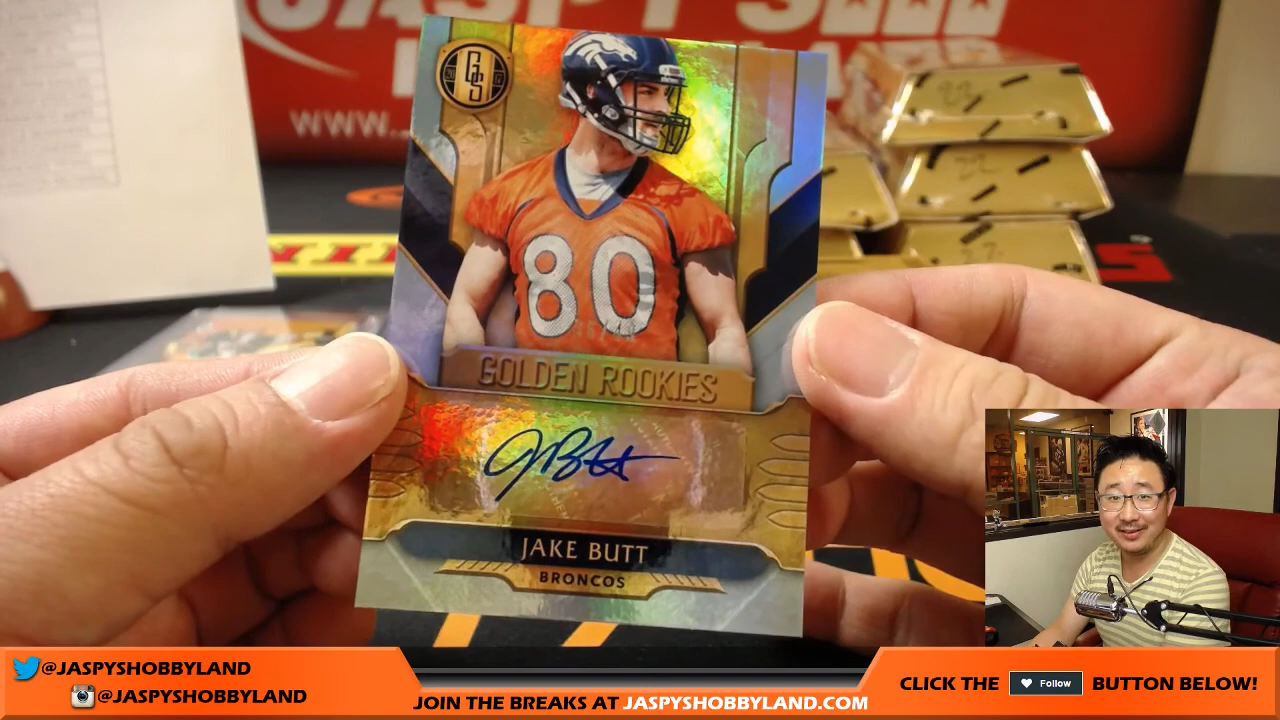 WWW.
GS
80
GOLDEN ROOKIES
JAKE BUTT
BRONCOS
@JASPYSHOBBYLAND
@JASPYSHOBBYLAND
JOIN THE BREAKS AT JASPYSHOBBYLAND.COM
CLICK THE Follow BUTTON BELOW!